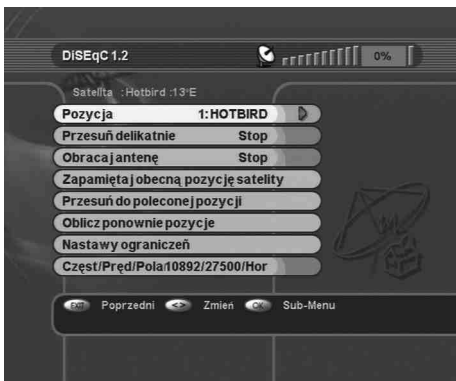 DiSEqC 1.2 0%
Satelita :Hotbird :13°E
Pozycja 1:HOTBIRD
Przesuń delikatnie Stop
Obracaj antenę Stop
Zapamiętaj obecną pozycję satelity
Przesuń do poleconej pozycji
Oblicz ponownie pozycje
Nastawy ograniczeń
Częst/Pręd/Pola:10892/27500/Hor
EXIT Poprzedni <> Zmień OK Sub-Menu